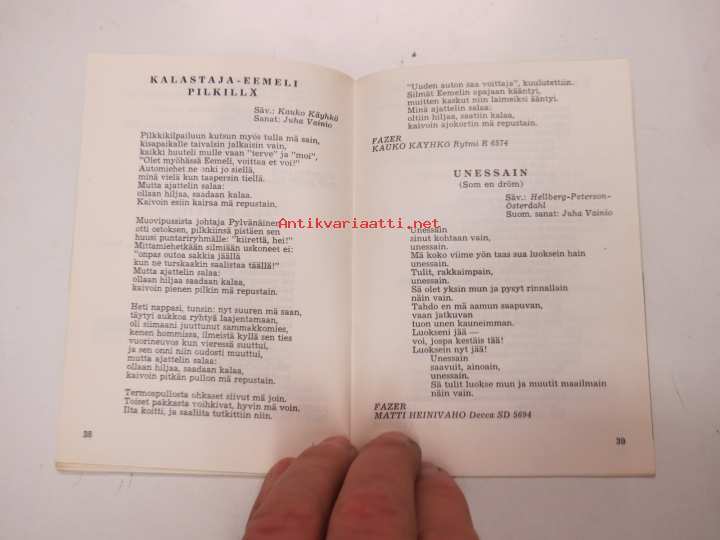 KALASTAJA-EEMELI
PILKILLÄ
Säv.: Kauko Käyhkö
Sanat: Juha Vainio
Pilkkikilpailuun kutsun myös tulla mä sain,
kisapaikalle taivalsin jalkaisin vain,
kaikki huuteli mulle vaan "terve" ja "moi",
"Olet myöhässä Eemeli, voittaa et voi!"
Automiehet ne onki jo siellä,
minä vielä kun taapersin tiellä.
Mutta ajattelin salaa:
ollaan hiljaa, saadaan kalaa.
Kaivoin esiin kairaa mä repustain.
Muovipussista johtaja Pylvänäinen
otti ostoksen, pilkkiinsä pistäen sen
huusi puntariryhmälle: "kiirettä, hei!"
Mittamiehetkään silmiään uskoneet ei:
"onpas outoa sakkia jäällä
kun ne turskaakin saalistaa täällä!"
Mutta ajattelin salaa:
ollaan hiljaa saadaan kalaa,
kaivoin pienen pilkin mä repustain.
Heti nappasi, tunsin: nyt suuren mä saan,
täytyi aukkoa ryhtyä laajentamaan,
oli siimaani juuttunut sammakkomies,
kenen hommissa, ilmeistä kyllä sen ties
vuorineuvos kun vieressä suuttui,
ja sen onni niin oudosti muuttui,
mutta ajattelin salaa:
ollaan hiljaa, saadaan kalaa,
kaivoin pitkän pullon mä repustain.
Termospullosta ohkaset siivut mä join.
Toiset pakkasta voihkivat, hyvin mä voin.
Ilta koitti, ja saaliita tutkittiin niin.
38
"Uuden auton saa voittaja", kuulutettiin.
Silmät Eemelin apajaan kääntyi,
muitten kaskut niin laimeiksi ääntyi.
Minä ajattelin salaa:
oltiin hiljaa, saatiin kalaa,
kaivoin ajokortin mä repustain.
FAZER
KAUKO KÄYHKÖ Rytmi R 6574
UNESSAIN
(Som en dröm)
Säv.: Hellberg-Peterson-
Österdahl
Suom. sanat: Juha Vainio
Unessain
sinut kohtaan vain,
unessain.
Mä koko viime yön taas sua luoksein hain
unessain.
Tulit, rakkaimpain,
unessain.
Sä olet yksin mun ja pysyt rinnallain
näin vain.
Tahdo en mä aamun saapuvan,
vaan jatkuvan
tuon unen kauneimman.
Luokseni jää —
voi, jospa kestäis tää!
Luoksein nyt jää!
Unessain
saavuit, ainoain,
unessain.
Sä tulit luokse mun ja muutit maailmain
näin vain.
FAZER
MATTI HEINIVAHO Decca SD 5694
39
Antikvariaatti.net